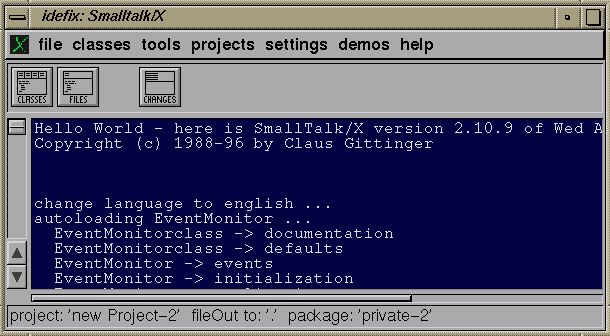 idefix: Smalltalk/X
file classes tools projects settings demos help
CLASSES FILES CHANGES
Hello World - here is SmallTalk/X version 2.10.9 of Wed A
Copyright (c) 1988-96 by Claus Gittinger
change language to english ...
autoloading EventMonitor ...
EventMonitorclass -> documentation
EventMonitorclass -> defaults
EventMonitor -> events
EventMonitor -> initialization
project: 'new Project-2' fileOut to: '.' package: 'private-2'